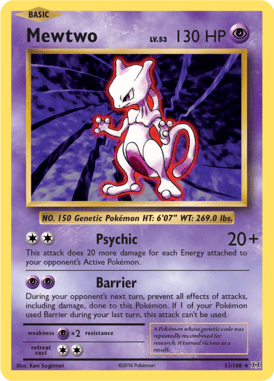 BASIC
Mewtwo LV.53 130 HP
NO. 150 Genetic Pokémon HT: 6'07" WT: 269.0 lbs.
Psychic 20+
This attack does 20 more damage for each Energy attached to
your opponent's Active Pokémon.
Barrier
During your opponent's next turn, prevent all effects of attacks,
including damage, done to this Pokémon. If 1 of your Pokémon
used Barrier during your last turn, this attack can't be used.
weakness ×2 resistance
retreat
cost
A Pokémon whose genetic code was
repeatedly recombined for
research. It turned vicious as a
result.
Illus. Ken Sugimori ©2016 Pokémon 51/108